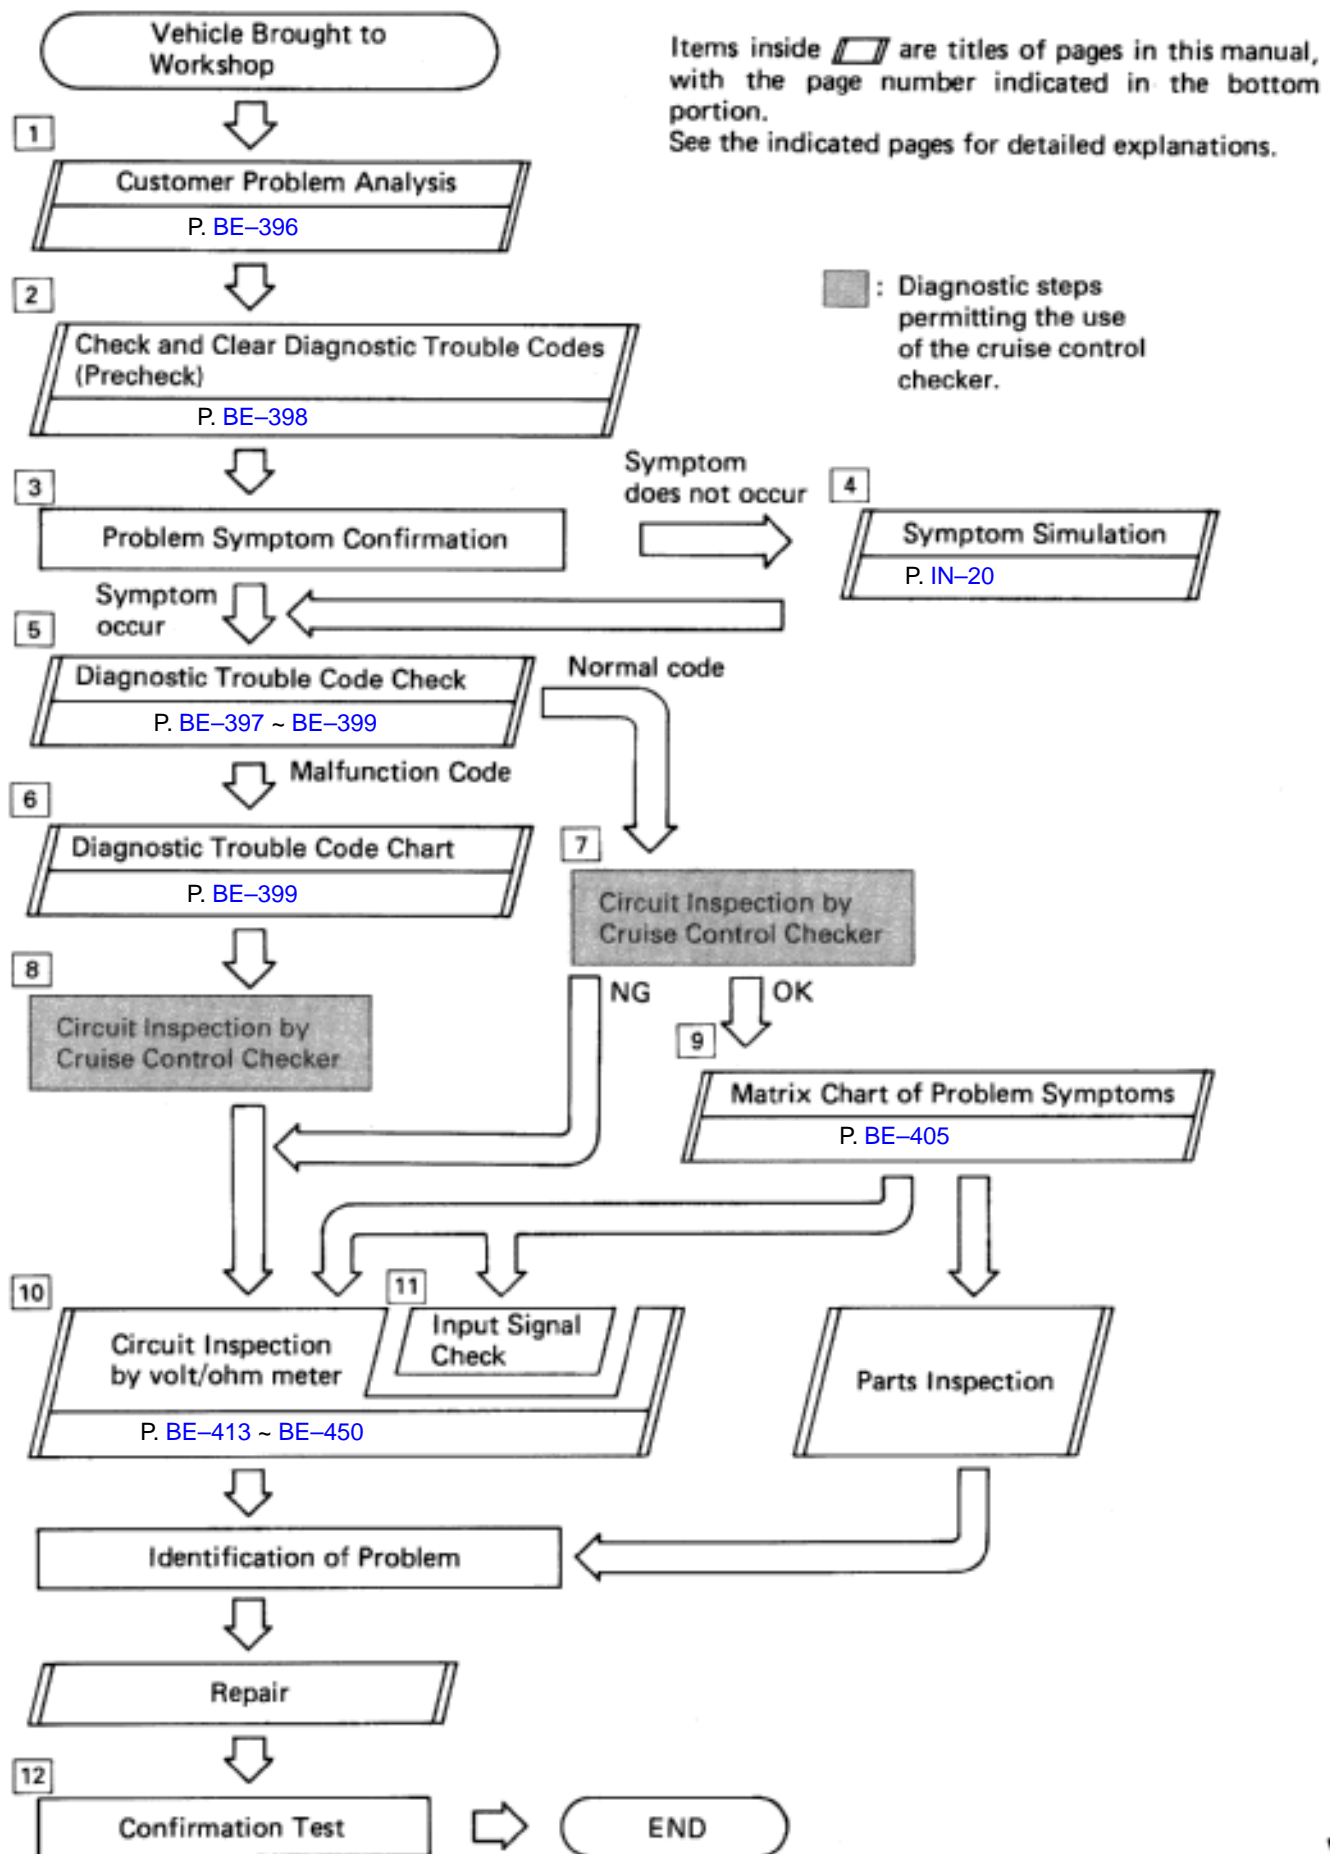 Vehicle Brought to
Workshop
Items inside are titles of pages in this manual,
with the page number indicated in the bottom
portion.
See the indicated pages for detailed explanations.
1
Customer Problem Analysis
P. BE–396
2
Check and Clear Diagnostic Trouble Codes
(Precheck)
P. BE–398
: Diagnostic steps
permitting the use
of the cruise control
checker.
3
Problem Symptom Confirmation
Symptom
does not occur
4
Symptom Simulation
P. IN–20
Symptom
occur
5
Diagnostic Trouble Code Check
P. BE–397 ~ BE–399
Normal code
Malfunction Code
6
Diagnostic Trouble Code Chart
P. BE–399
7
Circuit Inspection by
Cruise Control Checker
NG
OK
8
Circuit Inspection by
Cruise Control Checker
9
Matrix Chart of Problem Symptoms
P. BE–405
10
Circuit Inspection
by volt/ohm meter
P. BE–413 ~ BE–450
11
Input Signal
Check
Parts Inspection
Identification of Problem
Repair
12
Confirmation Test
END